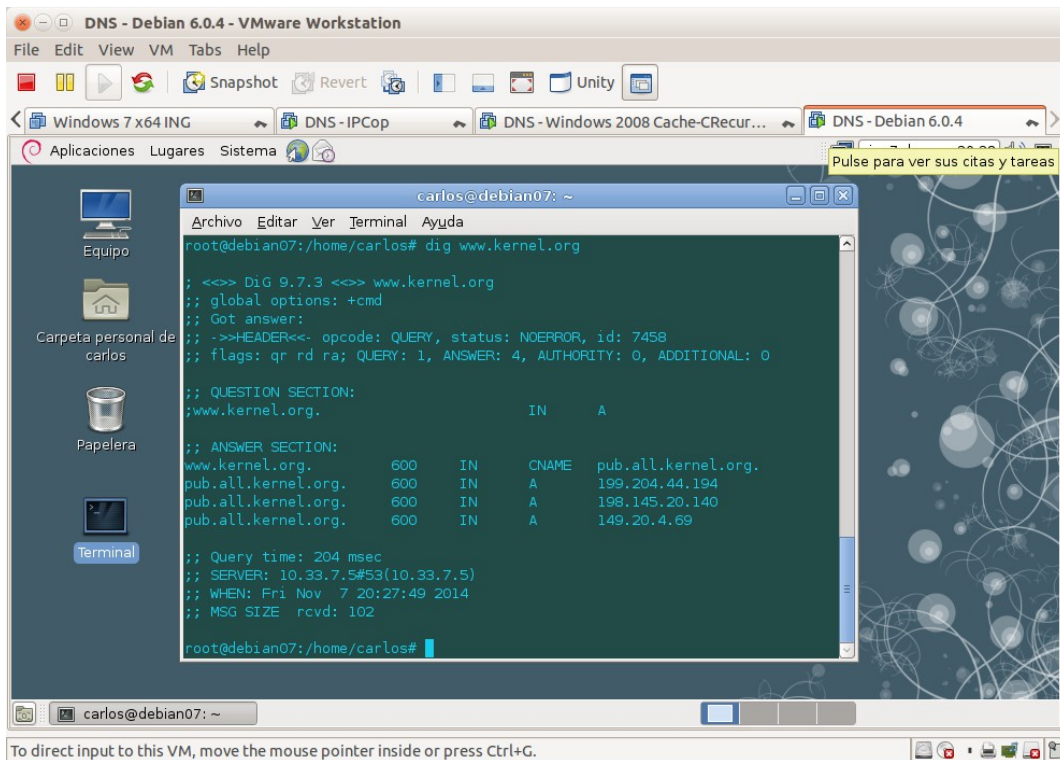 DNS - Debian 6.0.4 - VMware Workstation
File Edit View VM Tabs Help
Snapshot Revert Unity
Windows 7 x64 ING DNS - IPCop DNS - Windows 2008 Cache-CRecur... DNS - Debian 6.0.4
Aplicaciones Lugares Sistema
Pulse para ver sus citas y tareas
carlos@debian07: ~
Archivo Editar Ver Terminal Ayuda
Equipo
Carpeta personal de
carlos
Papelera
Terminal
root@debian07:/home/carlos# dig www.kernel.org
; <<>> DiG 9.7.3 <<>> www.kernel.org
;; global options: +cmd
;; Got answer:
;; ->>HEADER<<- opcode: QUERY, status: NOERROR, id: 7458
;; flags: qr rd ra; QUERY: 1, ANSWER: 4, AUTHORITY: 0, ADDITIONAL: 0
;; QUESTION SECTION:
;www.kernel.org. IN A
;; ANSWER SECTION:
www.kernel.org. 600 IN CNAME pub.all.kernel.org.
pub.all.kernel.org. 600 IN A 199.204.44.194
pub.all.kernel.org. 600 IN A 198.145.20.140
pub.all.kernel.org. 600 IN A 149.20.4.69
;; Query time: 204 msec
;; SERVER: 10.33.7.5#53(10.33.7.5)
;; WHEN: Fri Nov 7 20:27:49 2014
;; MSG SIZE rcvd: 102
root@debian07:/home/carlos#
carlos@debian07: ~
To direct input to this VM, move the mouse pointer inside or press Ctrl+G.